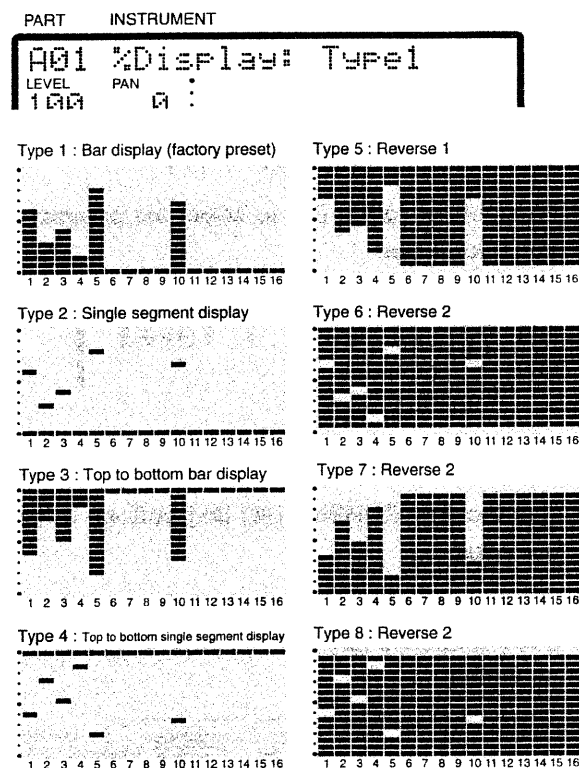 PART INSTRUMENT
A01 %Display: Type1
LEVEL PAN
100 0
Type 1 : Bar display (factory preset)
1 2 3 4 5 6 7 8 9 10 11 12 13 14 15 16
Type 2 : Single segment display
1 2 3 4 5 6 7 8 9 10 11 12 13 14 15 16
Type 3 : Top to bottom bar display
1 2 3 4 5 6 7 8 9 10 11 12 13 14 15 16
Type 4 : Top to bottom single segment display
1 2 3 4 5 6 7 8 9 10 11 12 13 14 15 16
Type 5 : Reverse 1
1 2 3 4 5 6 7 8 9 10 11 12 13 14 15 16
Type 6 : Reverse 2
1 2 3 4 5 6 7 8 9 10 11 12 13 14 15 16
Type 7 : Reverse 2
1 2 3 4 5 6 7 8 9 10 11 12 13 14 15 16
Type 8 : Reverse 2
1 2 3 4 5 6 7 8 9 10 11 12 13 14 15 16